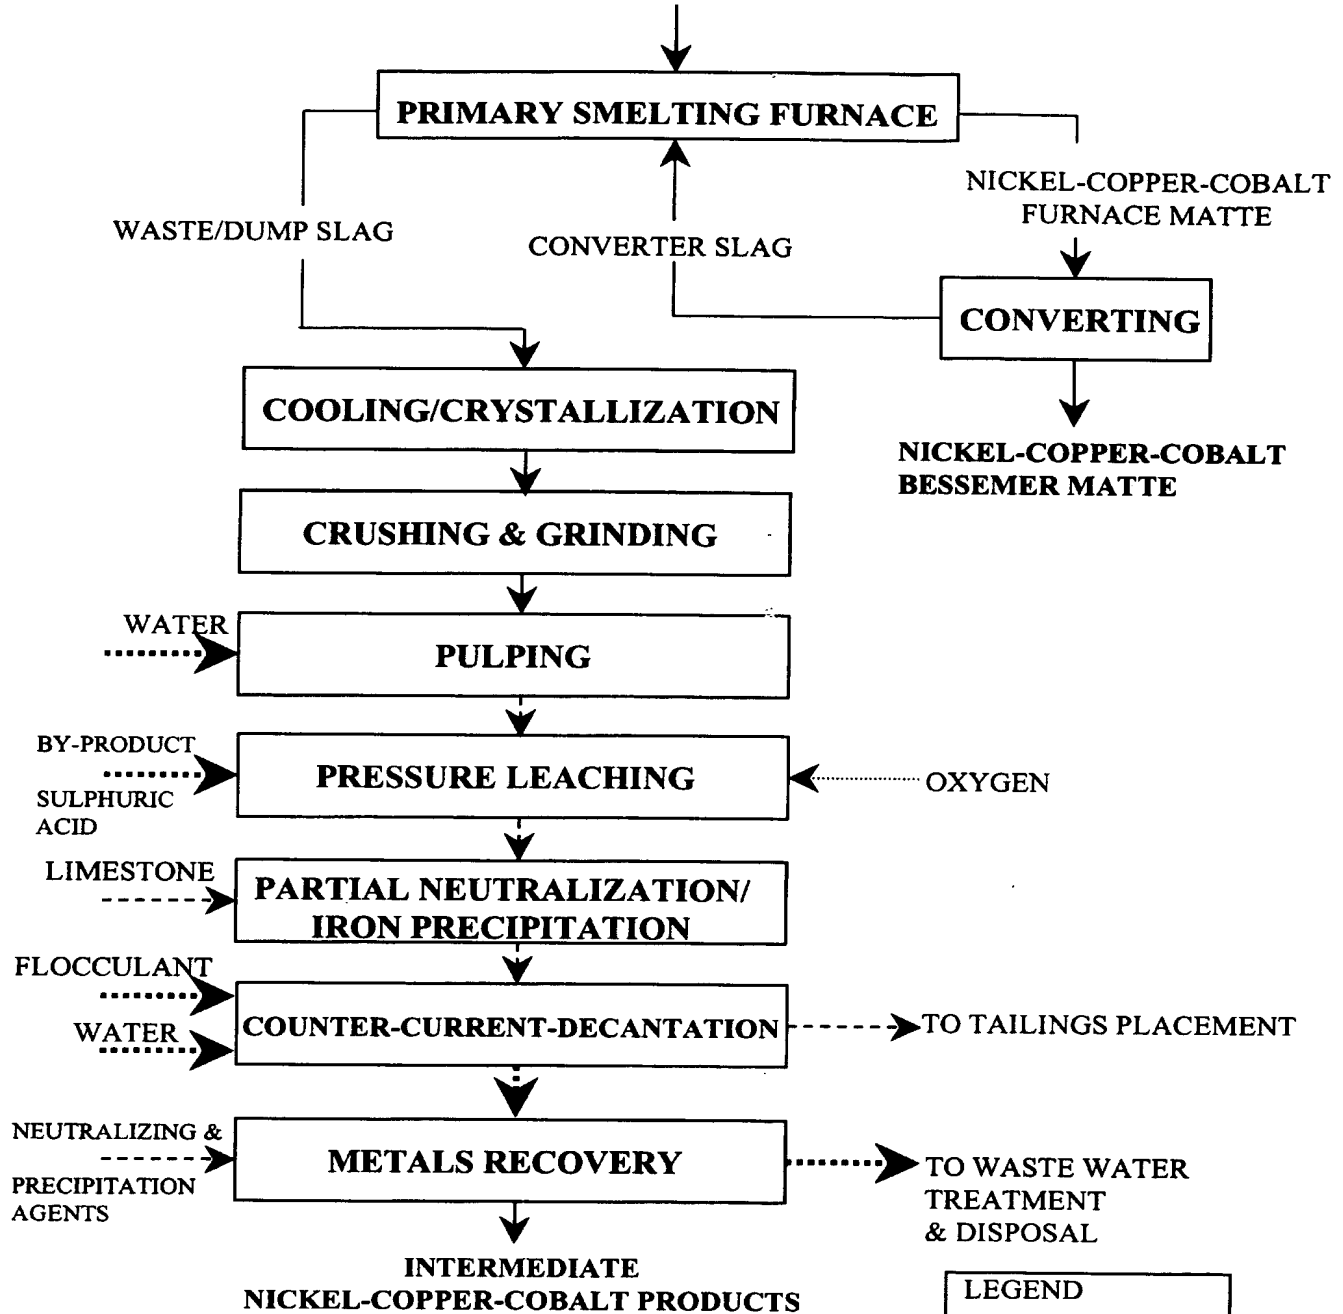 PRIMARY SMELTING FURNACE
NICKEL-COPPER-COBALT
FURNACE MATTE
WASTE/DUMP SLAG
CONVERTER SLAG
CONVERTING
COOLING/CRYSTALLIZATION
NICKEL-COPPER-COBALT
BESSEMER MATTE
CRUSHING & GRINDING
WATER
PULPING
BY-PRODUCT
SULPHURIC
ACID
PRESSURE LEACHING
OXYGEN
LIMESTONE
PARTIAL NEUTRALIZATION/
IRON PRECIPITATION
FLOCCULANT
WATER
COUNTER-CURRENT-DECANTATION
TO TAILINGS PLACEMENT
NEUTRALIZING &
PRECIPITATION
AGENTS
METALS RECOVERY
TO WASTE WATER
TREATMENT
& DISPOSAL
INTERMEDIATE
NICKEL-COPPER-COBALT PRODUCTS
LEGEND